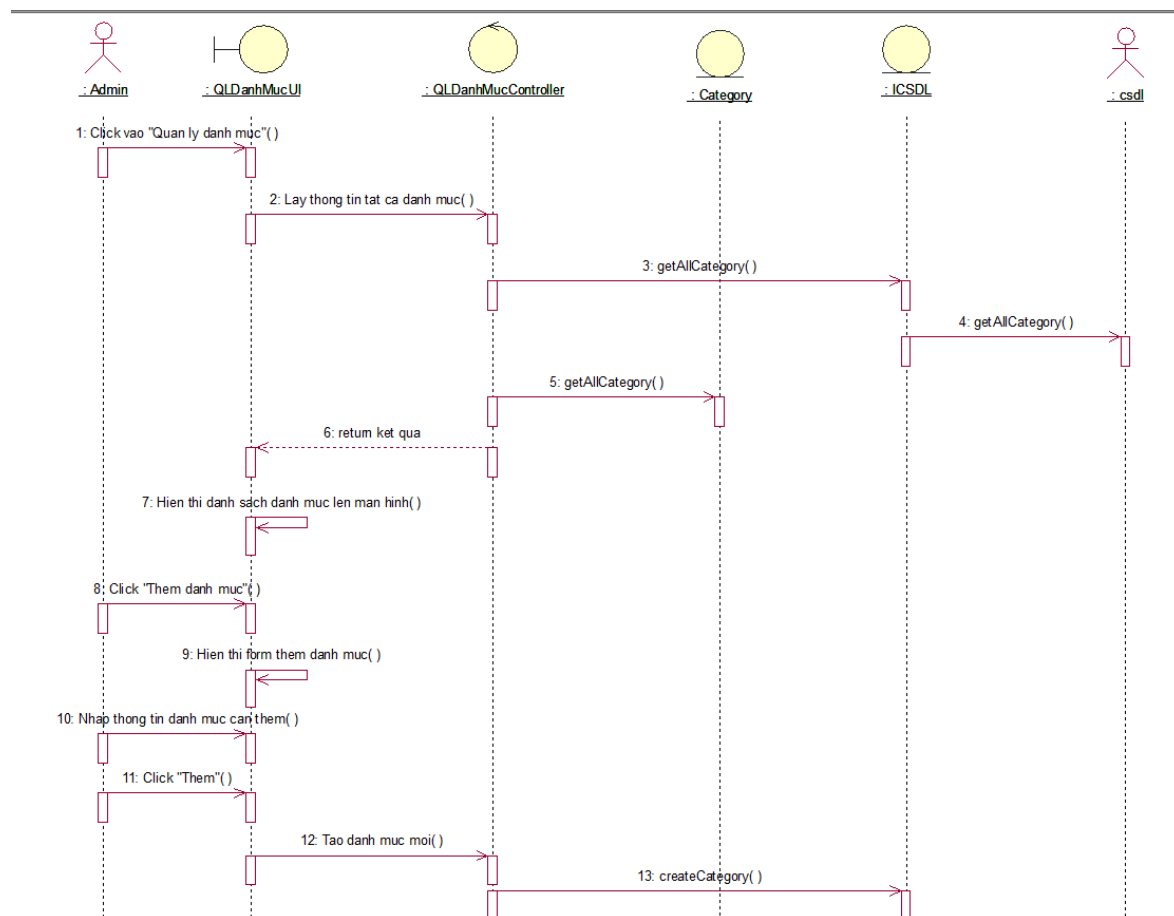 : Admin
: QLDanhMucUI
: QLDanhMucController
: Category
: ICSDL
: csdl
1: Click vao "Quan ly danh muc"( )
2: Lay thong tin tat ca danh muc( )
3: getAllCategory( )
4: getAllCategory( )
5: getAllCategory( )
6: return ket qua
7: Hien thi danh sach danh muc len man hinh( )
8: Click "Them danh muc"( )
9: Hien thi form them danh muc( )
10: Nhap thong tin danh muc can them( )
11: Click "Them"( )
12: Tao danh muc moi( )
13: createCategory( )